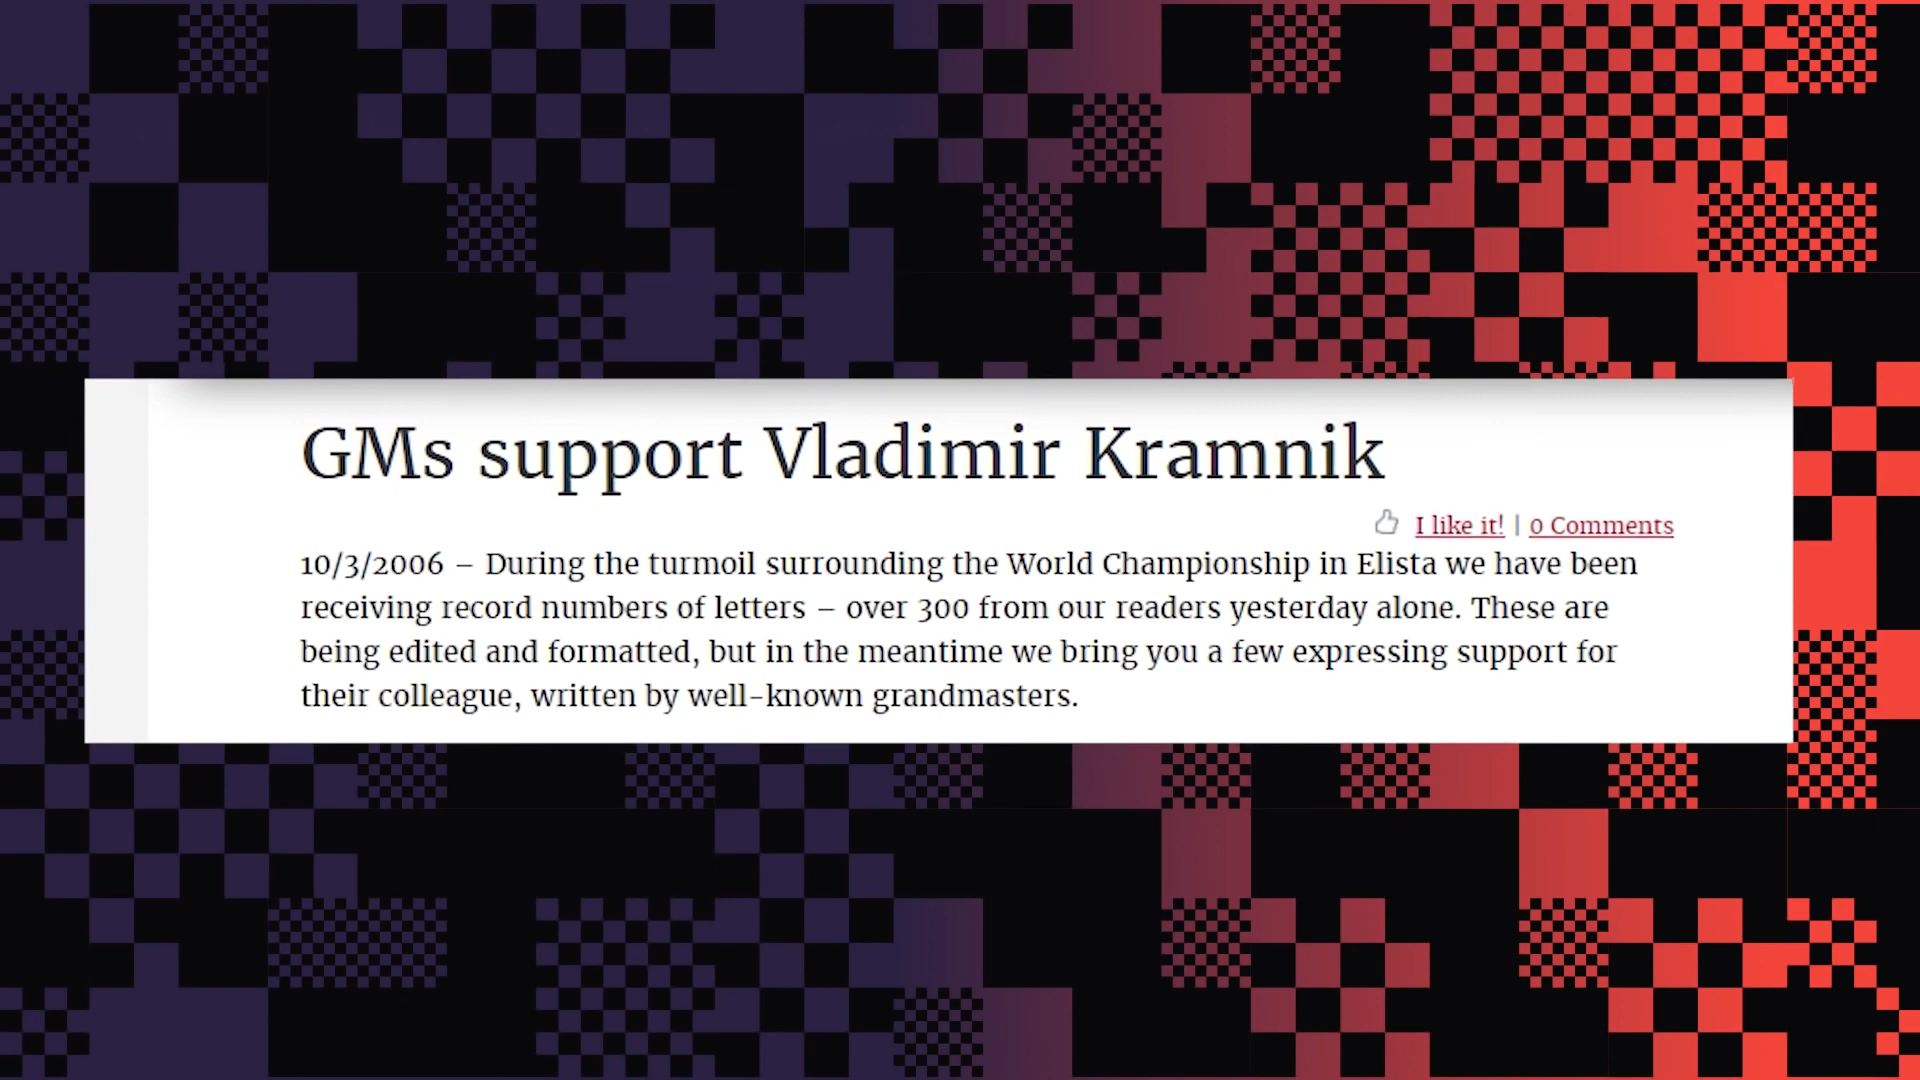 GMs support Vladimir Kramnik
I like it! | 0 Comments
10/3/2006 – During the turmoil surrounding the World Championship in Elista we have been
receiving record numbers of letters – over 300 from our readers yesterday alone. These are
being edited and formatted, but in the meantime we bring you a few expressing support for
their colleague, written by well-known grandmasters.